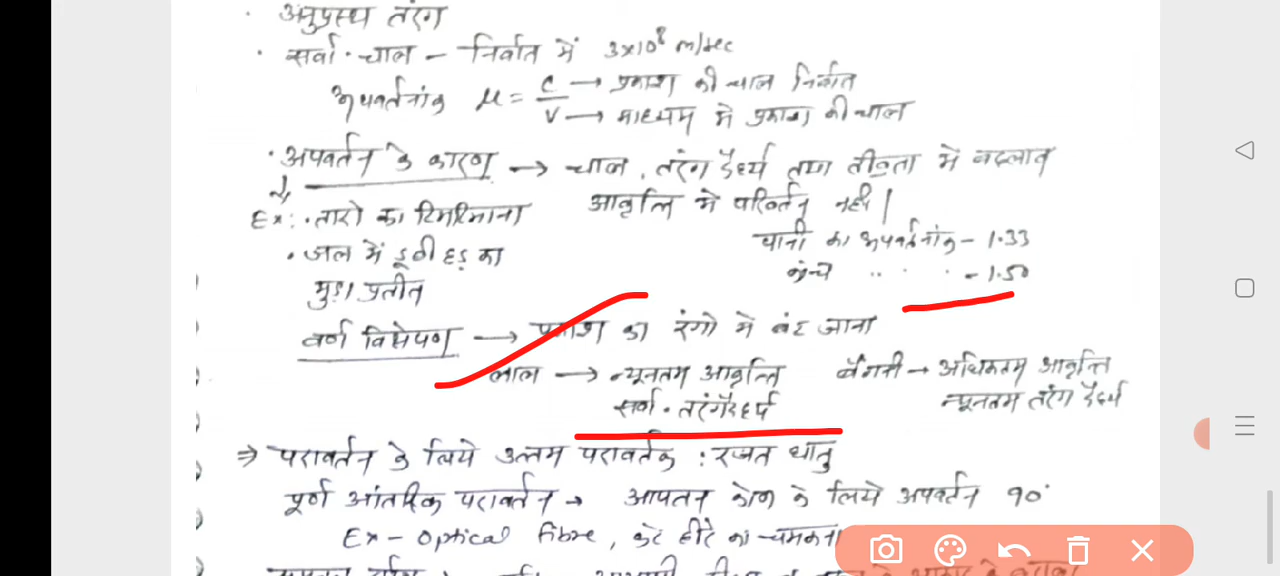 · अनुप्रस्थ तरंग
· सर्वा. चाल - निर्वात में 3x10⁸ m/sec
अपवर्तनांक μ = c/v
c → प्रकाश की चाल निर्वात
v → माध्यम में प्रकाश की चाल
· अपवर्तन के कारण → चाल, तरंगदैर्ध्य तथा तीव्रता में बदलाव
आवृत्ति में परिवर्तन नहीं।
Ex: · तारो का टिमटिमाना
पानी का अपवर्तनांक - 1.33
· जल में डूबी छड़ का
- 1.50
मुड़ा प्रतीत
वर्ण विक्षेपण → प्रकाश का रंगो में बंट जाना
लाल → न्यूनतम आवृत्ति बैंगनी → अधिकतम आवृत्ति
सर्वा. तरंगदैर्ध्य न्यूनतम तरंगदैर्ध्य
⇒ परावर्तन के लिये उत्तम परावर्तक : रजत धातु
पूर्ण आंतरिक परावर्तन → आपतन कोण के लिये अपवर्तन 90°
Ex - Optical Fibre, कटे हीरे का चमकना